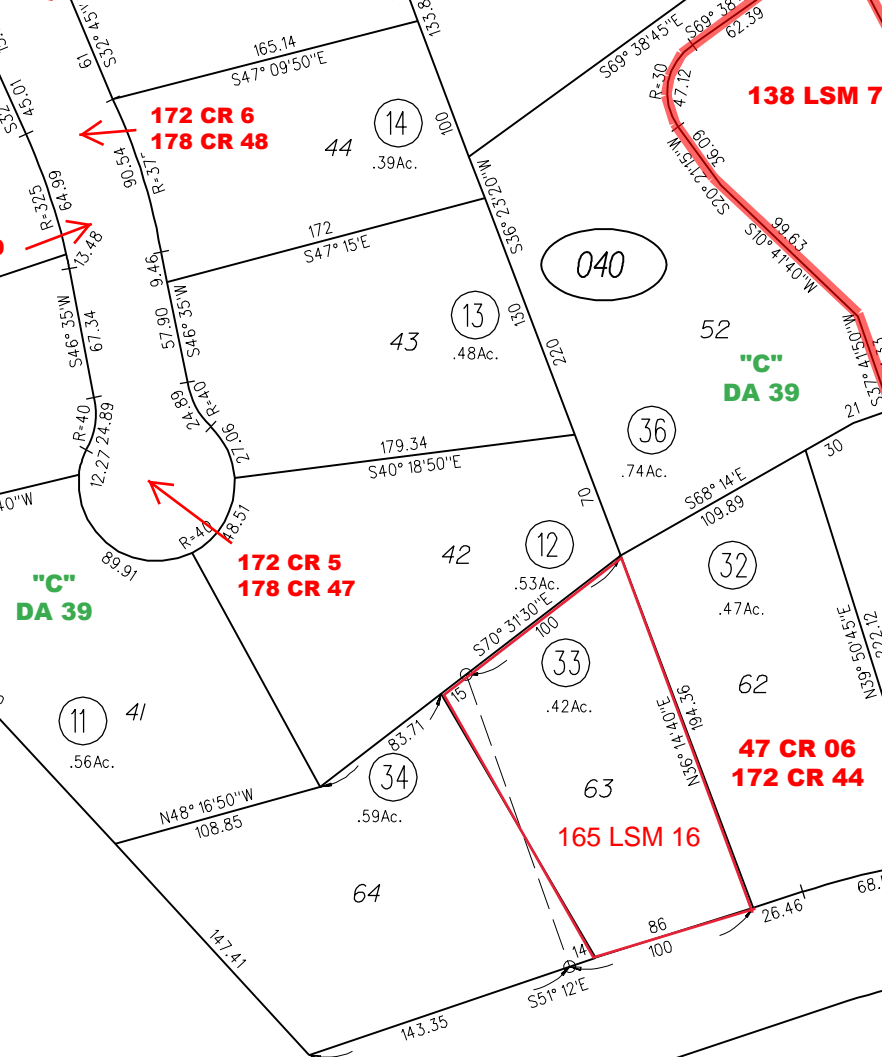 133.8
S69° 38'45"E
62.39
S32° 45'
61
165.14
S47° 09'50"E
R=30
47.12
138 LSM 7
45.01
S32
172 CR 6
178 CR 48
14
.39Ac.
44
100
36.09
S20° 21'15"W
90.54
R=37
R=325
64.99
172
S47° 15'E
S36° 23'20"W
99.63
S10° 41'40"W
13.48
9.46
040
S46° 35'W
67.34
57.90
S46° 35'W
13
.48Ac.
43
130
220
52
"C"
DA 39
S37° 41'50"W
R=40
24.89
R=40
24.89
12.27
27.06
179.34
S40° 18'50"E
36
.74Ac.
21
30
70
S68° 14'E
109.89
40"W
R=40
48.51
89.91
172 CR 5
178 CR 47
42
12
.53Ac.
32
.47Ac.
"C"
DA 39
S70° 31'30"E
100
N39° 50'45"E
222.12
33
.42Ac.
62
11
.56Ac.
41
15
83.71
N36° 14'40"E
194.36
47 CR 06
172 CR 44
34
.59Ac.
63
N48° 16'50"W
108.85
165 LSM 16
64
68.
26.46
86
100
14
147.41
S51° 12'E
143.35